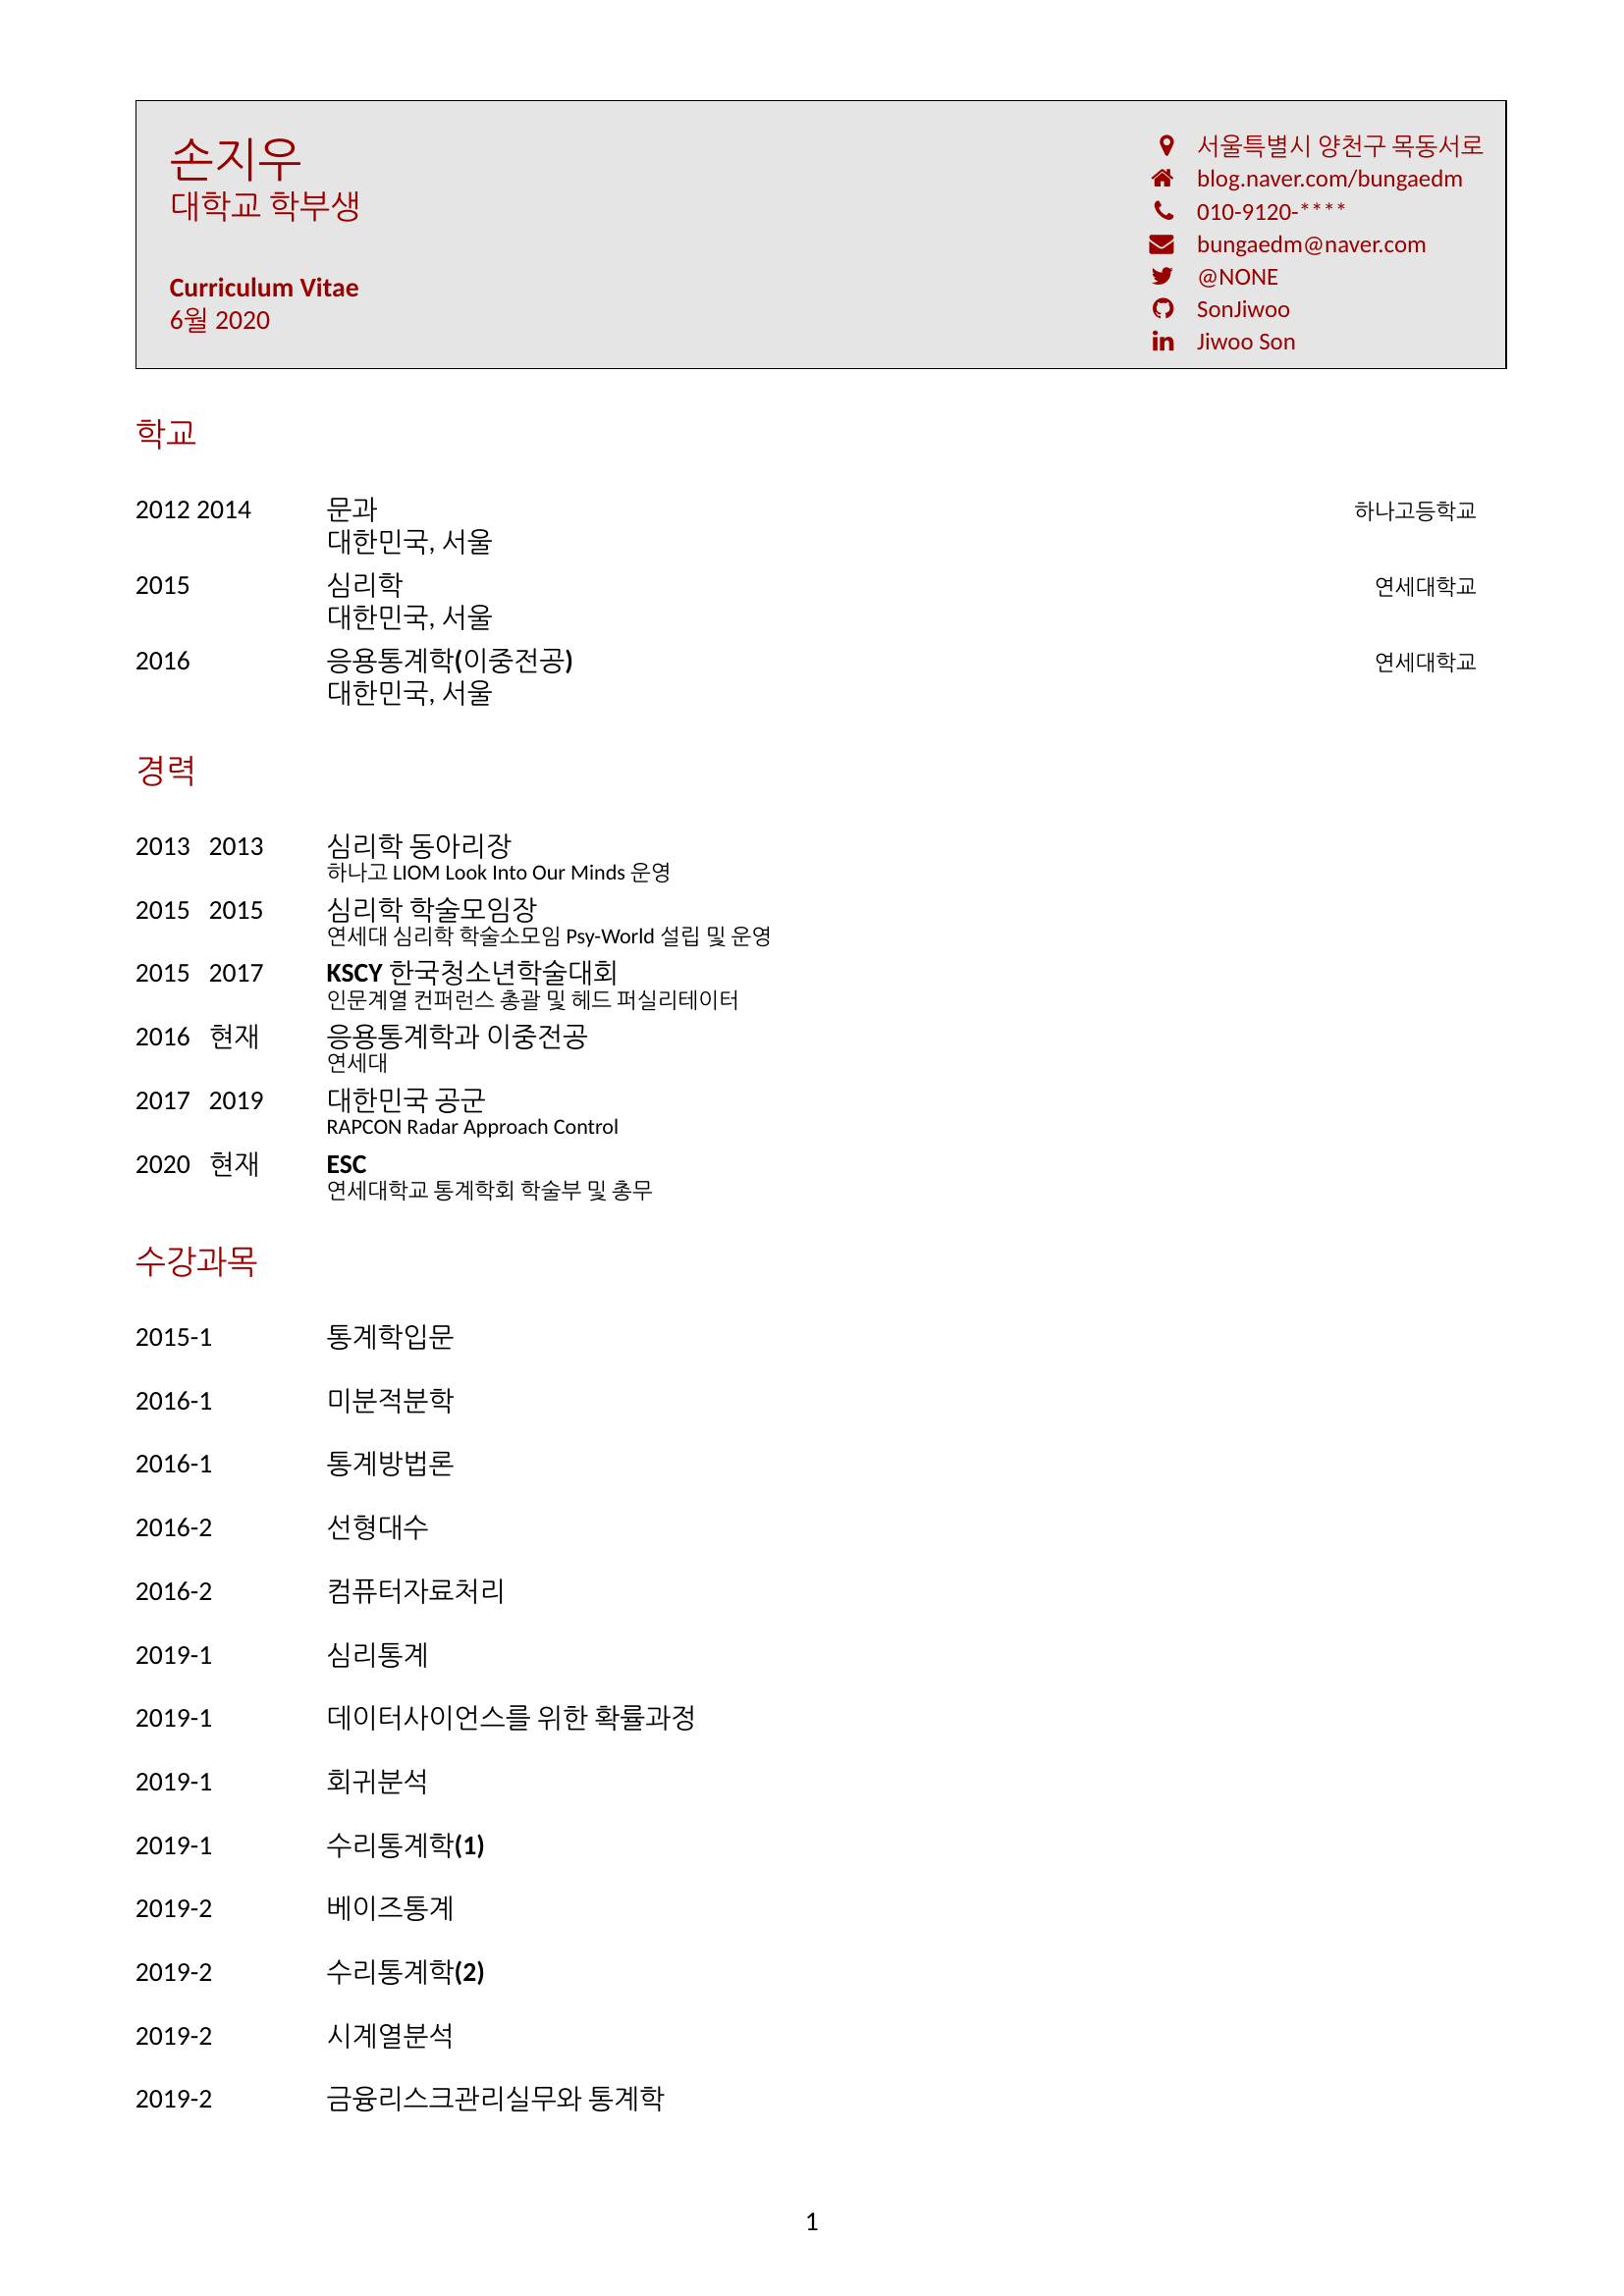 손지우
대학교 학부생
Curriculum Vitae
6월 2020
서울특별시 양천구 목동서로
blog.naver.com/bungaedm
010-9120-****
bungaedm@naver.com
@NONE
SonJiwoo
Jiwoo Son
학교
2012 2014 문과 하나고등학교
대한민국, 서울
2015 심리학 연세대학교
대한민국, 서울
2016 응용통계학(이중전공) 연세대학교
대한민국, 서울
경력
2013 2013 심리학 동아리장
하나고 LIOM Look Into Our Minds 운영
2015 2015 심리학 학술모임장
연세대 심리학 학술소모임 Psy-World 설립 및 운영
2015 2017 KSCY 한국청소년학술대회
인문계열 컨퍼런스 총괄 및 헤드 퍼실리테이터
2016 현재 응용통계학과 이중전공
연세대
2017 2019 대한민국 공군
RAPCON Radar Approach Control
2020 현재 ESC
연세대학교 통계학회 학술부 및 총무
수강과목
2015-1 통계학입문
2016-1 미분적분학
2016-1 통계방법론
2016-2 선형대수
2016-2 컴퓨터자료처리
2019-1 심리통계
2019-1 데이터사이언스를 위한 확률과정
2019-1 회귀분석
2019-1 수리통계학(1)
2019-2 베이즈통계
2019-2 수리통계학(2)
2019-2 시계열분석
2019-2 금융리스크관리실무와 통계학
1